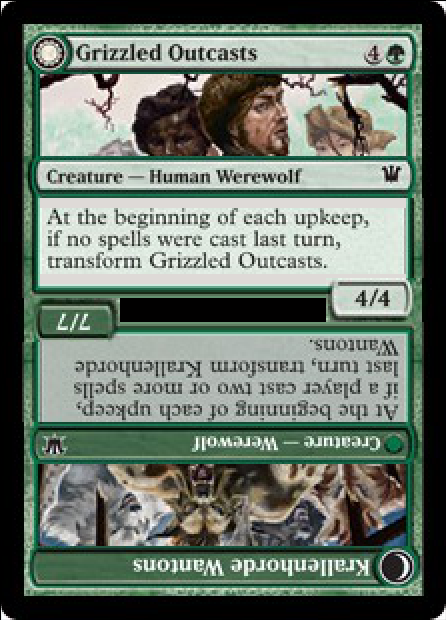 Grizzled Outcasts 4
Creature — Human Werewolf
At the beginning of each upkeep,
if no spells were cast last turn,
transform Grizzled Outcasts.
4/4
Krallenhorde Wantons
Creature — Werewolf
At the beginning of each upkeep,
if a player cast two or more spells
last turn, transform Krallenhorde
Wantons.
7/7